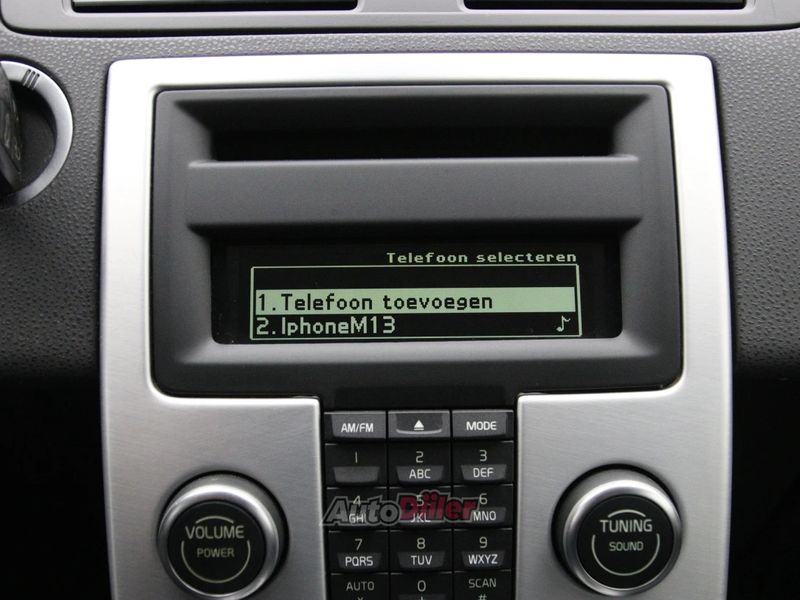 Telefoon selecteren
1.Telefoon toevoegen
2.IphoneM13
AM/FM
MODE
1
2
ABC
3
DEF
4
GHI
5
JKL
6
MNO
AutoDiler
7
PQRS
8
TUV
9
WXYZ
AUTO
*
0
SCAN
#
VOLUME
POWER
TUNING
SOUND